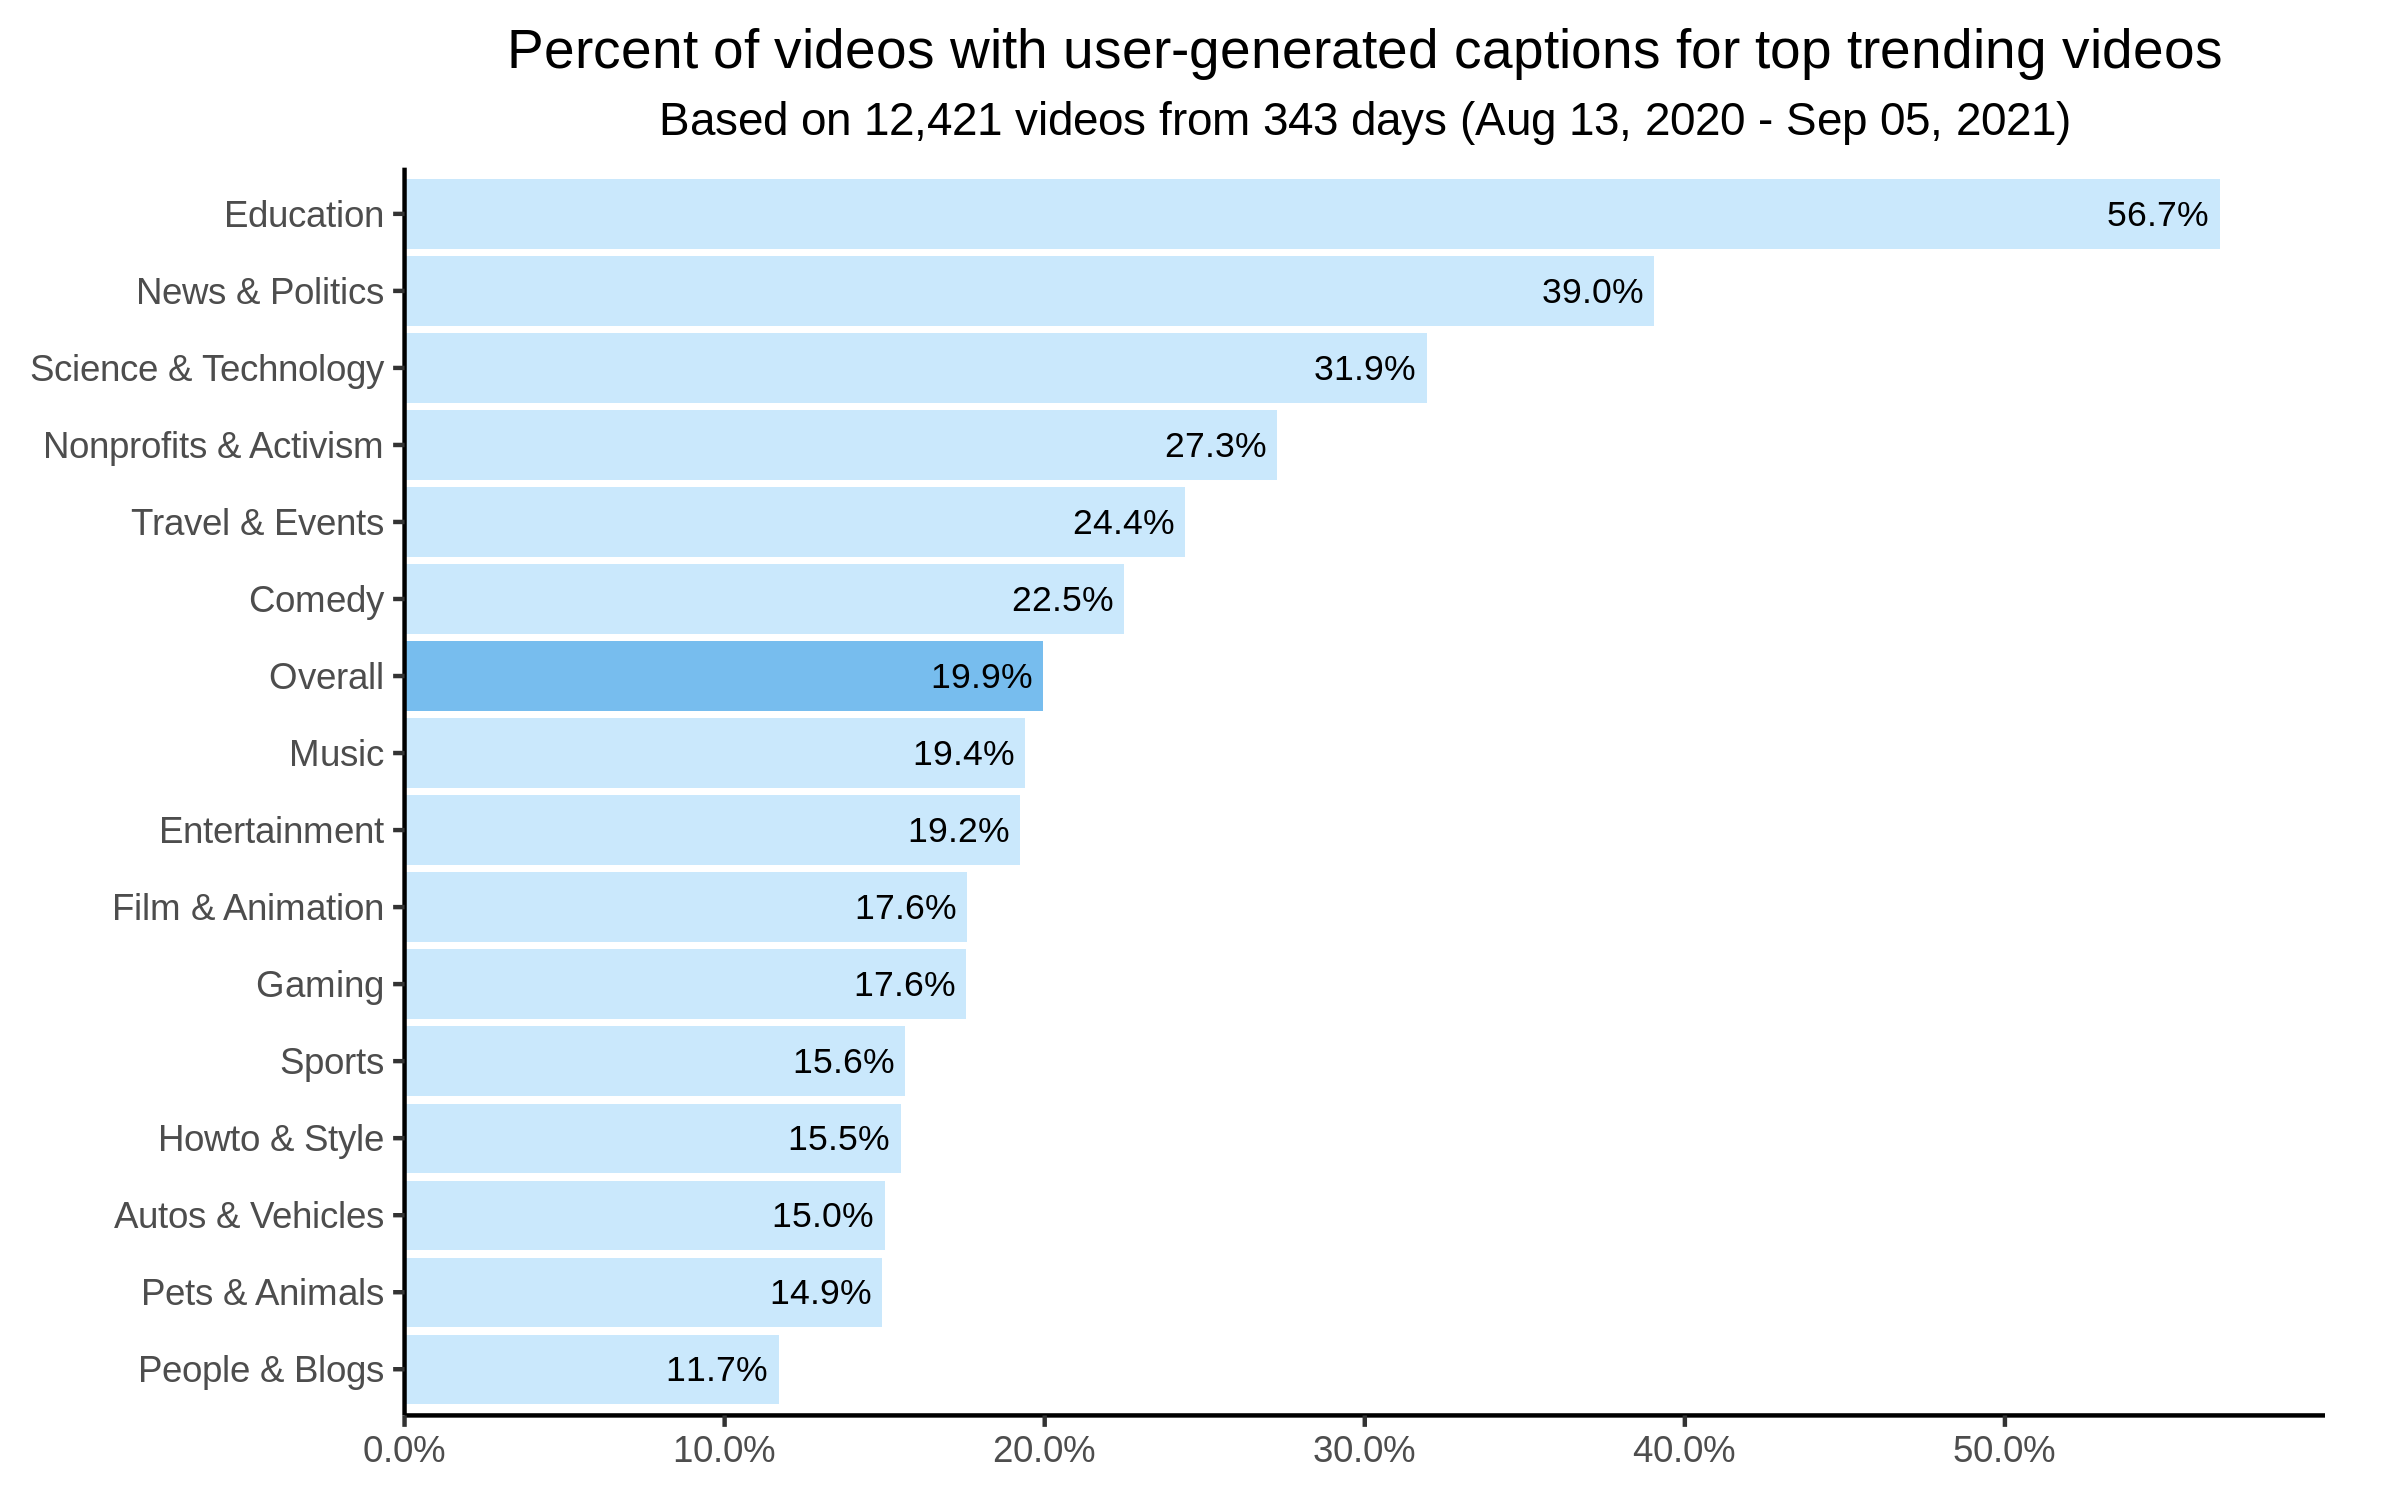 Percent of videos with user-generated captions for top trending videos
Based on 12,421 videos from 343 days (Aug 13, 2020 - Sep 05, 2021)
Education 56.7%
News & Politics 39.0%
Science & Technology 31.9%
Nonprofits & Activism 27.3%
Travel & Events 24.4%
Comedy 22.5%
Overall 19.9%
Music 19.4%
Entertainment 19.2%
Film & Animation 17.6%
Gaming 17.6%
Sports 15.6%
Howto & Style 15.5%
Autos & Vehicles 15.0%
Pets & Animals 14.9%
People & Blogs 11.7%
0.0% 10.0% 20.0% 30.0% 40.0% 50.0%